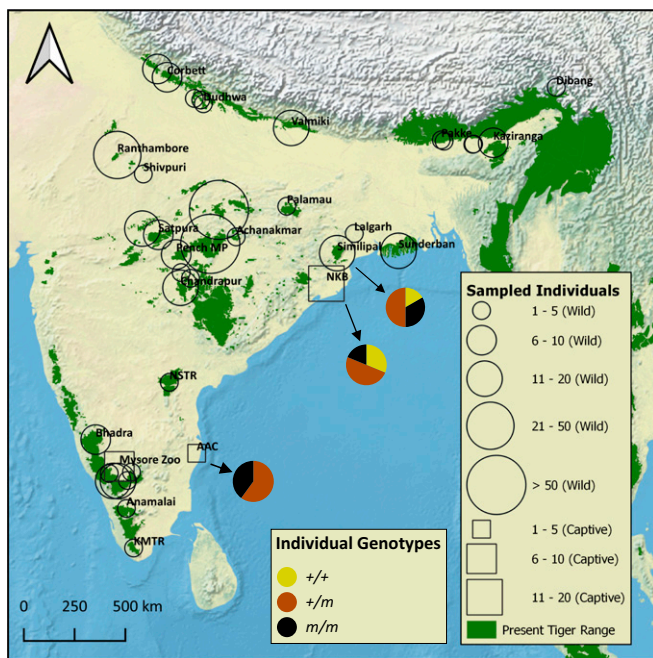 Corbett
Dudhwa
Dibang
Valmiki
Pakke
Kaziranga
Ranthambore
Shivpuri
Palamau
Lalgarh
Satpura
Achanakmar
Similipal
Sunderban
Pench MP
NKB
Chandrapur
NSTR
Bhadra
AAC
Mysore Zoo
Anamalai
KMTR
Sampled Individuals
1 - 5 (Wild)
6 - 10 (Wild)
11 - 20 (Wild)
21 - 50 (Wild)
> 50 (Wild)
1 - 5 (Captive)
6 - 10 (Captive)
11 - 20 (Captive)
Present Tiger Range
Individual Genotypes
+/+
+/m
m/m
0 250 500 km